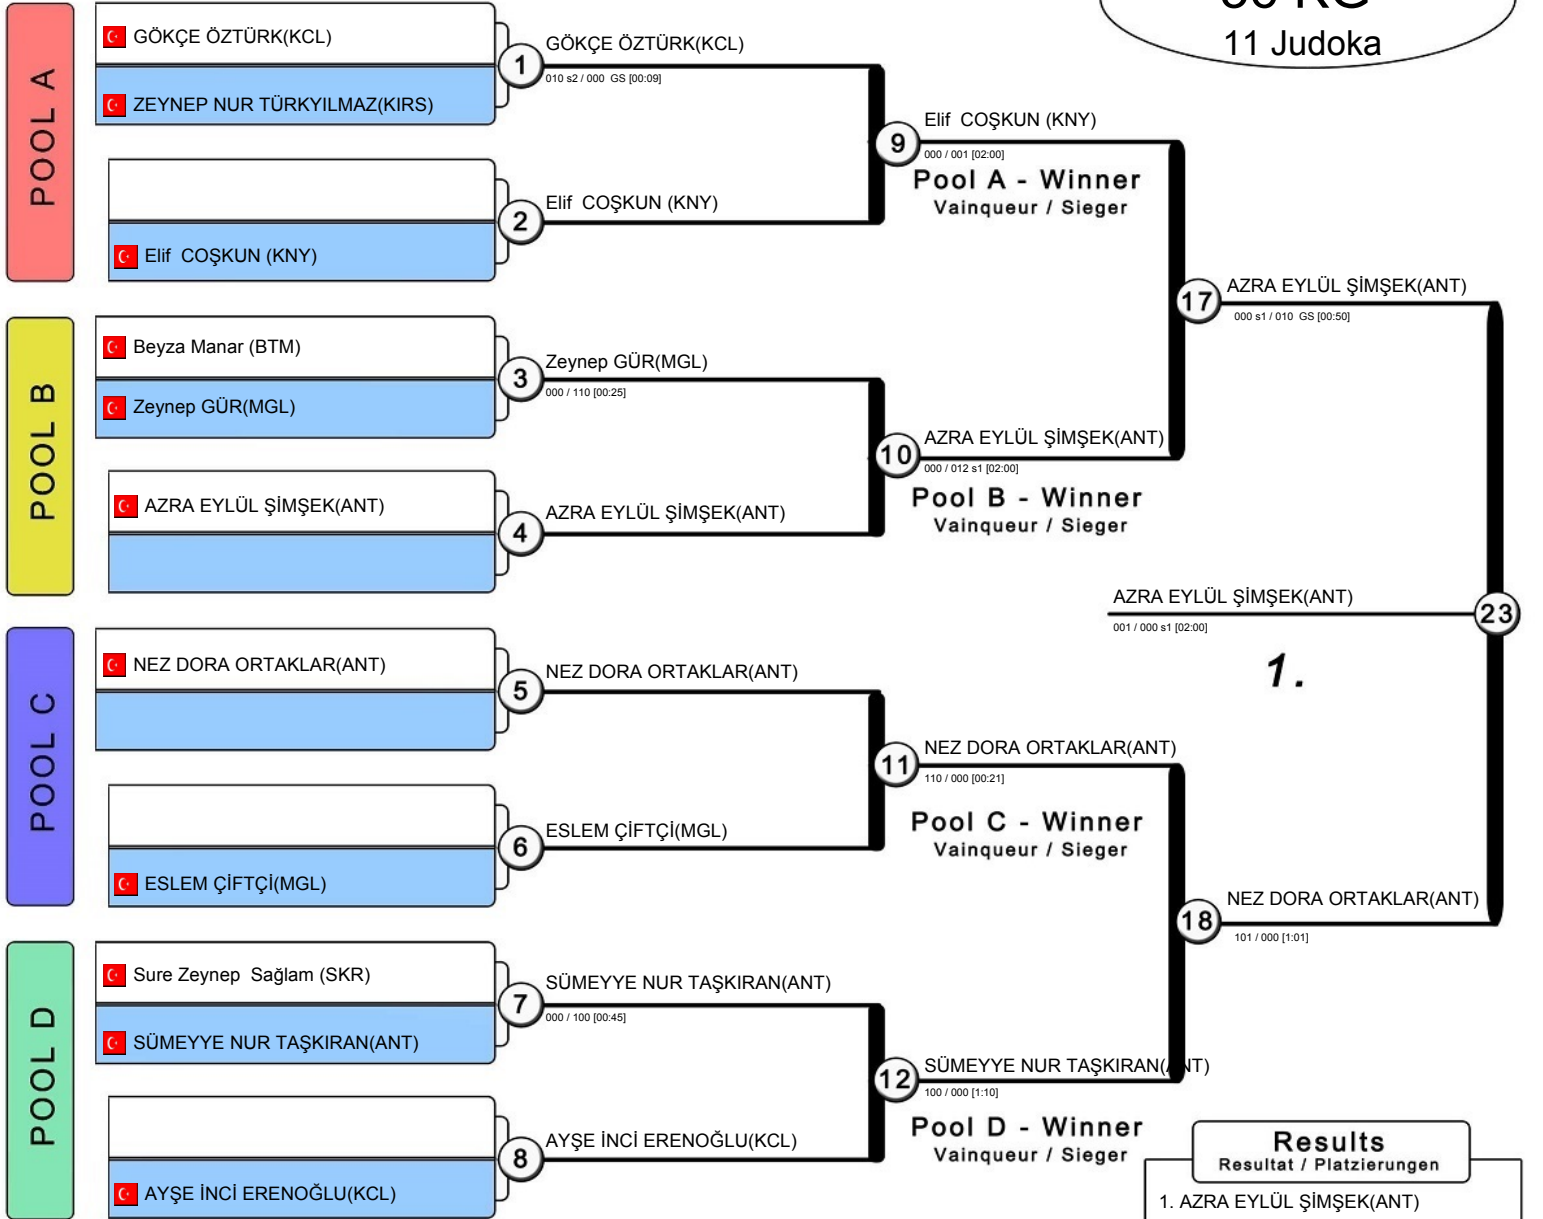 11 Judoka
POOL A
GÖKÇE ÖZTÜRK(KCL)
ZEYNEP NUR TÜRKYILMAZ(KIRS)
1
GÖKÇE ÖZTÜRK(KCL)
010 s2 / 000 GS [00:09]
Elif COŞKUN (KNY)
2
Elif COŞKUN (KNY)
9
Elif COŞKUN (KNY)
000 / 001 [02:00]
Pool A - Winner
Vainqueur / Sieger
POOL B
Beyza Manar (BTM)
Zeynep GÜR(MGL)
3
Zeynep GÜR(MGL)
000 / 110 [00:25]
AZRA EYLÜL ŞİMŞEK(ANT)
4
AZRA EYLÜL ŞİMŞEK(ANT)
10
AZRA EYLÜL ŞİMŞEK(ANT)
000 / 012 s1 [02:00]
Pool B - Winner
Vainqueur / Sieger
17
AZRA EYLÜL ŞİMŞEK(ANT)
000 s1 / 010 GS [00:50]
AZRA EYLÜL ŞİMŞEK(ANT)
23
001 / 000 s1 [02:00]
1.
POOL C
NEZ DORA ORTAKLAR(ANT)
5
NEZ DORA ORTAKLAR(ANT)
ESLEM ÇİFTÇİ(MGL)
6
ESLEM ÇİFTÇİ(MGL)
11
NEZ DORA ORTAKLAR(ANT)
110 / 000 [00:21]
Pool C - Winner
Vainqueur / Sieger
18
NEZ DORA ORTAKLAR(ANT)
101 / 000 [1:01]
POOL D
Sure Zeynep Sağlam (SKR)
SÜMEYYE NUR TAŞKIRAN(ANT)
7
SÜMEYYE NUR TAŞKIRAN(ANT)
000 / 100 [00:45]
AYŞE İNCİ ERENOĞLU(KCL)
8
AYŞE İNCİ ERENOĞLU(KCL)
12
SÜMEYYE NUR TAŞKIRAN(ANT)
100 / 000 [1:10]
Pool D - Winner
Vainqueur / Sieger
Results
Resultat / Platzierungen
1. AZRA EYLÜL ŞİMŞEK(ANT)